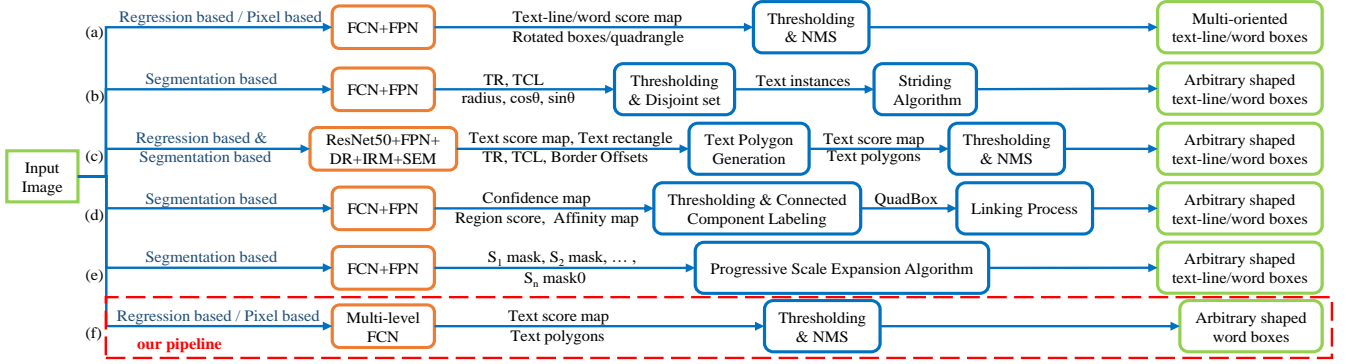 Input
Image
(a)
Regression based / Pixel based
FCN+FPN
Text-line/word score map
Rotated boxes/quadrangle
Thresholding
& NMS
Multi-oriented
text-line/word boxes
(b)
Segmentation based
FCN+FPN
TR, TCL
radius, cosθ, sinθ
Thresholding
& Disjoint set
Text instances
Striding
Algorithm
Arbitrary shaped
text-line/word boxes
(c)
Regression based &
Segmentation based
ResNet50+FPN+
DR+IRM+SEM
Text score map, Text rectangle
TR, TCL, Border Offsets
Text Polygon
Generation
Text score map
Text polygons
Thresholding
& NMS
Arbitrary shaped
text-line/word boxes
(d)
Segmentation based
FCN+FPN
Confidence map
Region score, Affinity map
Thresholding & Connected
Component Labeling
QuadBox
Linking Process
Arbitrary shaped
text-line/word boxes
(e)
Segmentation based
FCN+FPN
S1 mask, S2 mask, … ,
Sn mask0
Progressive Scale Expansion Algorithm
Arbitrary shaped
text-line/word boxes
(f)
Regression based / Pixel based
our pipeline
Multi-level
FCN
Text score map
Text polygons
Thresholding
& NMS
Arbitrary shaped
word boxes